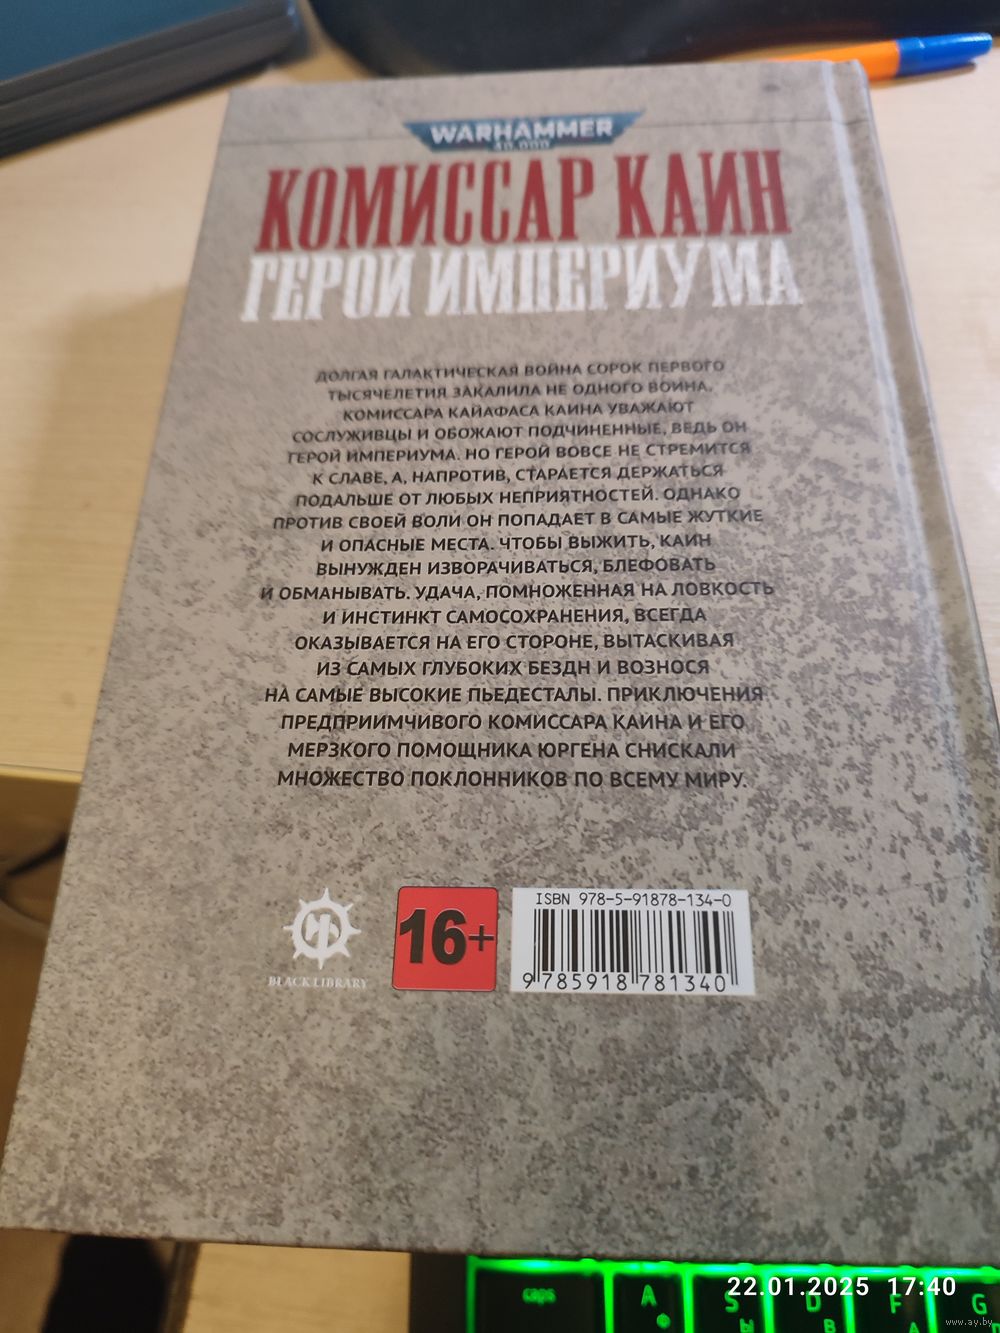 WARHAMMER
40,000
КОМИССАР КАИН
ГЕРОЙ ИМПЕРИУМА
ДОЛГАЯ ГАЛАКТИЧЕСКАЯ ВОЙНА СОРОК ПЕРВОГО
ТЫСЯЧЕЛЕТИЯ ЗАКАЛИЛА НЕ ОДНОГО ВОИНА.
КОМИССАРА КАЙАФАСА КАИНА УВАЖАЮТ
СОСЛУЖИВЦЫ И ОБОЖАЮТ ПОДЧИНЕННЫЕ, ВЕДЬ ОН
ГЕРОЙ ИМПЕРИУМА. НО ГЕРОЙ ВОВСЕ НЕ СТРЕМИТСЯ
К СЛАВЕ, А, НАПРОТИВ, СТАРАЕТСЯ ДЕРЖАТЬСЯ
ПОДАЛЬШЕ ОТ ЛЮБЫХ НЕПРИЯТНОСТЕЙ. ОДНАКО
ПРОТИВ СВОЕЙ ВОЛИ ОН ПОПАДАЕТ В САМЫЕ ЖУТКИЕ
И ОПАСНЫЕ МЕСТА. ЧТОБЫ ВЫЖИТЬ, КАИН
ВЫНУЖДЕН ИЗВОРАЧИВАТЬСЯ, БЛЕФОВАТЬ
И ОБМАНЫВАТЬ. УДАЧА, ПОМНОЖЕННАЯ НА ЛОВКОСТЬ
И ИНСТИНКТ САМОСОХРАНЕНИЯ, ВСЕГДА
ОКАЗЫВАЕТСЯ НА ЕГО СТОРОНЕ, ВЫТАСКИВАЯ
ИЗ САМЫХ ГЛУБОКИХ БЕЗДН И ВОЗНОСЯ
НА САМЫЕ ВЫСОКИЕ ПЬЕДЕСТАЛЫ. ПРИКЛЮЧЕНИЯ
ПРЕДПРИИМЧИВОГО КОМИССАРА КАИНА И ЕГО
МЕРЗКОГО ПОМОЩНИКА ЮРГЕНА СНИСКАЛИ
МНОЖЕСТВО ПОКЛОННИКОВ ПО ВСЕМУ МИРУ.
BLACK LIBRARY
16+
ISBN 978-5-91878-134-0
9 785918 781340
caps A S D F G
Ф Ы В А
22.01.2025 17:40
www.ay.by